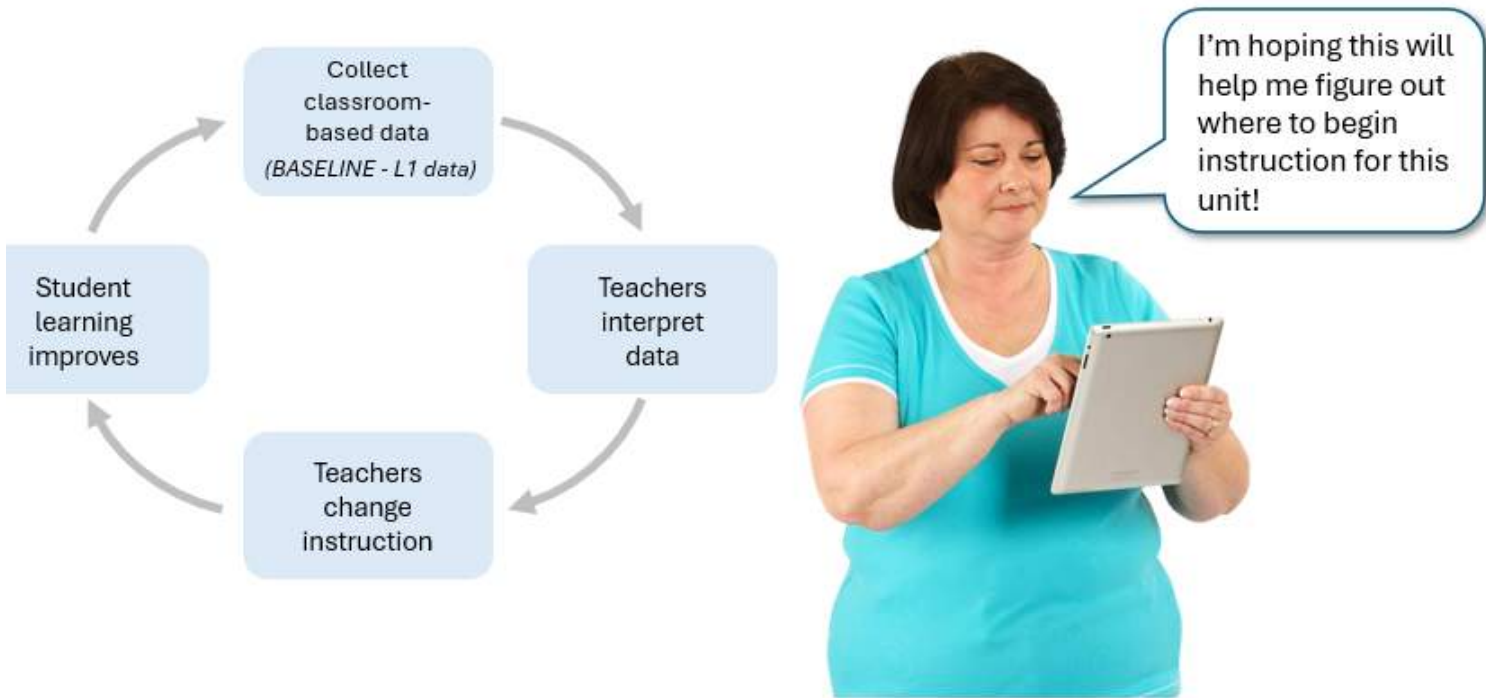 Collect
classroom-
based data
(BASELINE - L1 data)
Teachers
interpret
data
Teachers
change
instruction
Student
learning
improves
I'm hoping this will
help me figure out
where to begin
instruction for this
unit!